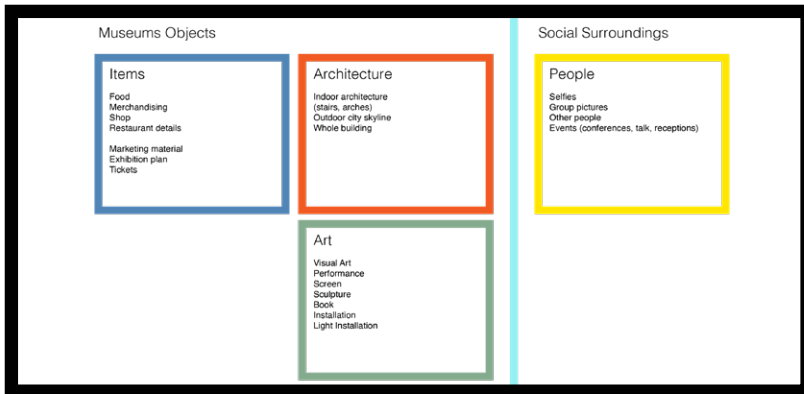 Museums Objects
Items
Food
Merchandising
Shop
Restaurant details
Marketing material
Exhibition plan
Tickets
Architecture
Indoor architecture
(stairs, arches)
Outdoor city skyline
Whole building
Art
Visual Art
Performance
Screen
Sculpture
Book
Installation
Light Installation
Social Surroundings
People
Selfies
Group pictures
Other people
Events (conferences, talk, receptions)